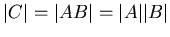 |C| = |AB| = |A||B|